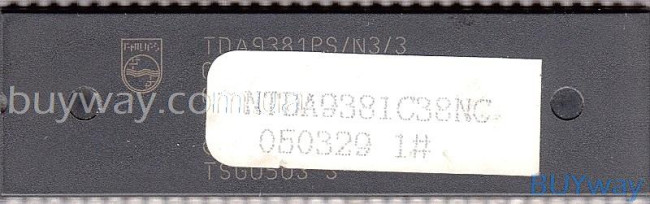 PHILIPS
TDA9381PS/N3/3
buyway.com
NTDA9381C38NC
050329 1#
TSG0503 3
BUYway